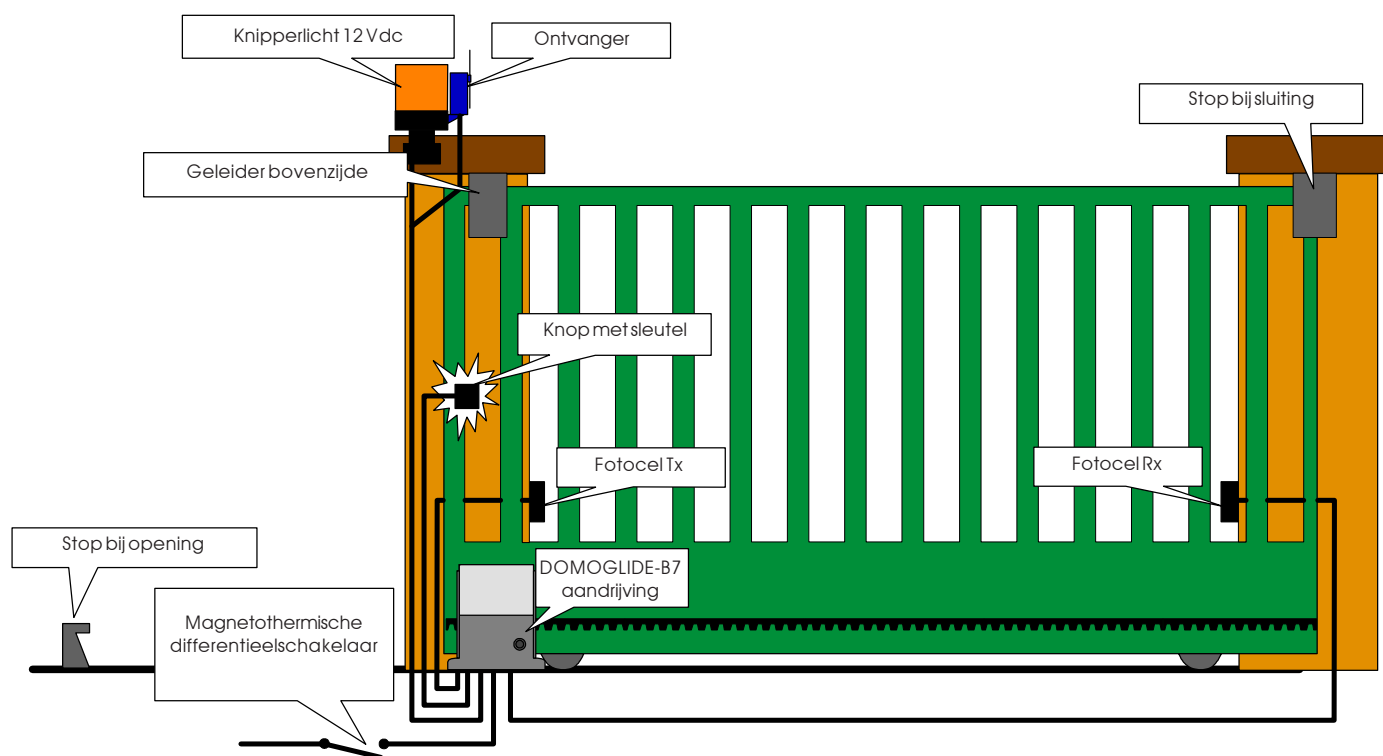 Knipperlicht 12 Vdc
Ontvanger
Stop bij sluiting
Geleider bovenzijde
Knop met sleutel
Fotocel Tx
Fotocel Rx
Stop bij opening
DOMOGLIDE-B7
aandrijving
Magnetothermische
differentieelschakelaar